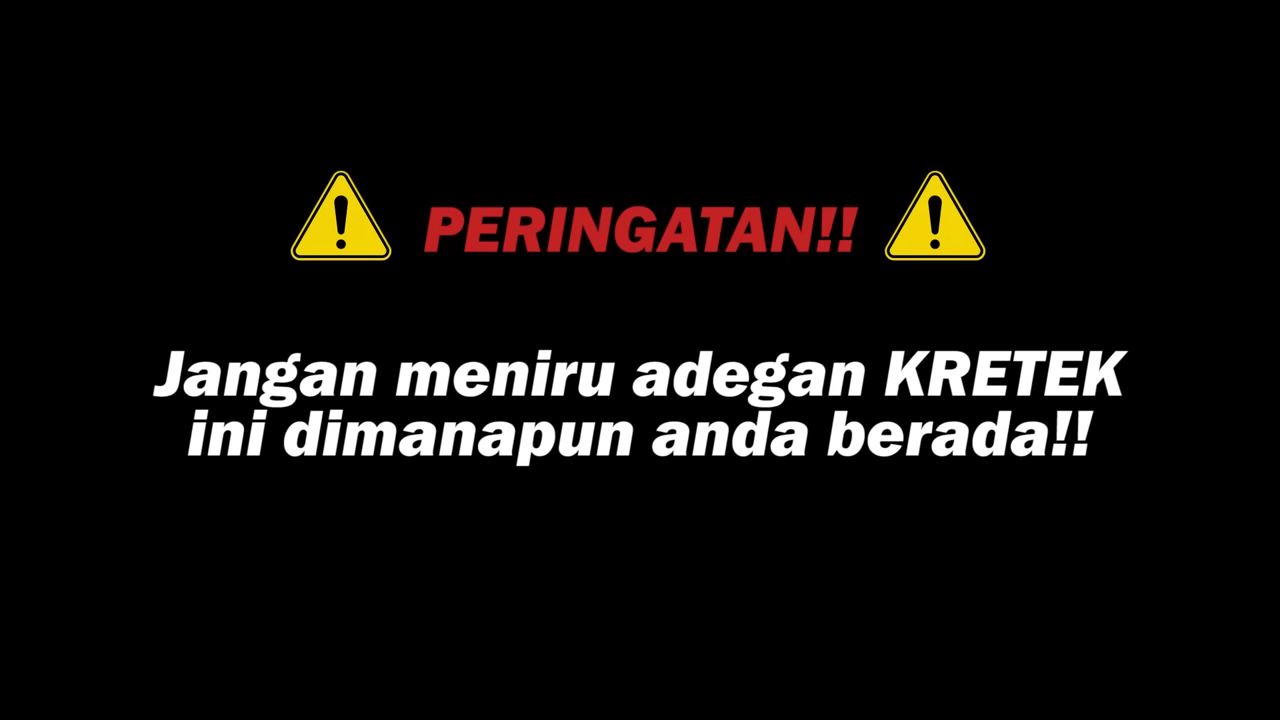 PERINGATAN!!
Jangan meniru adegan KRETEK
ini dimanapun anda berada!!